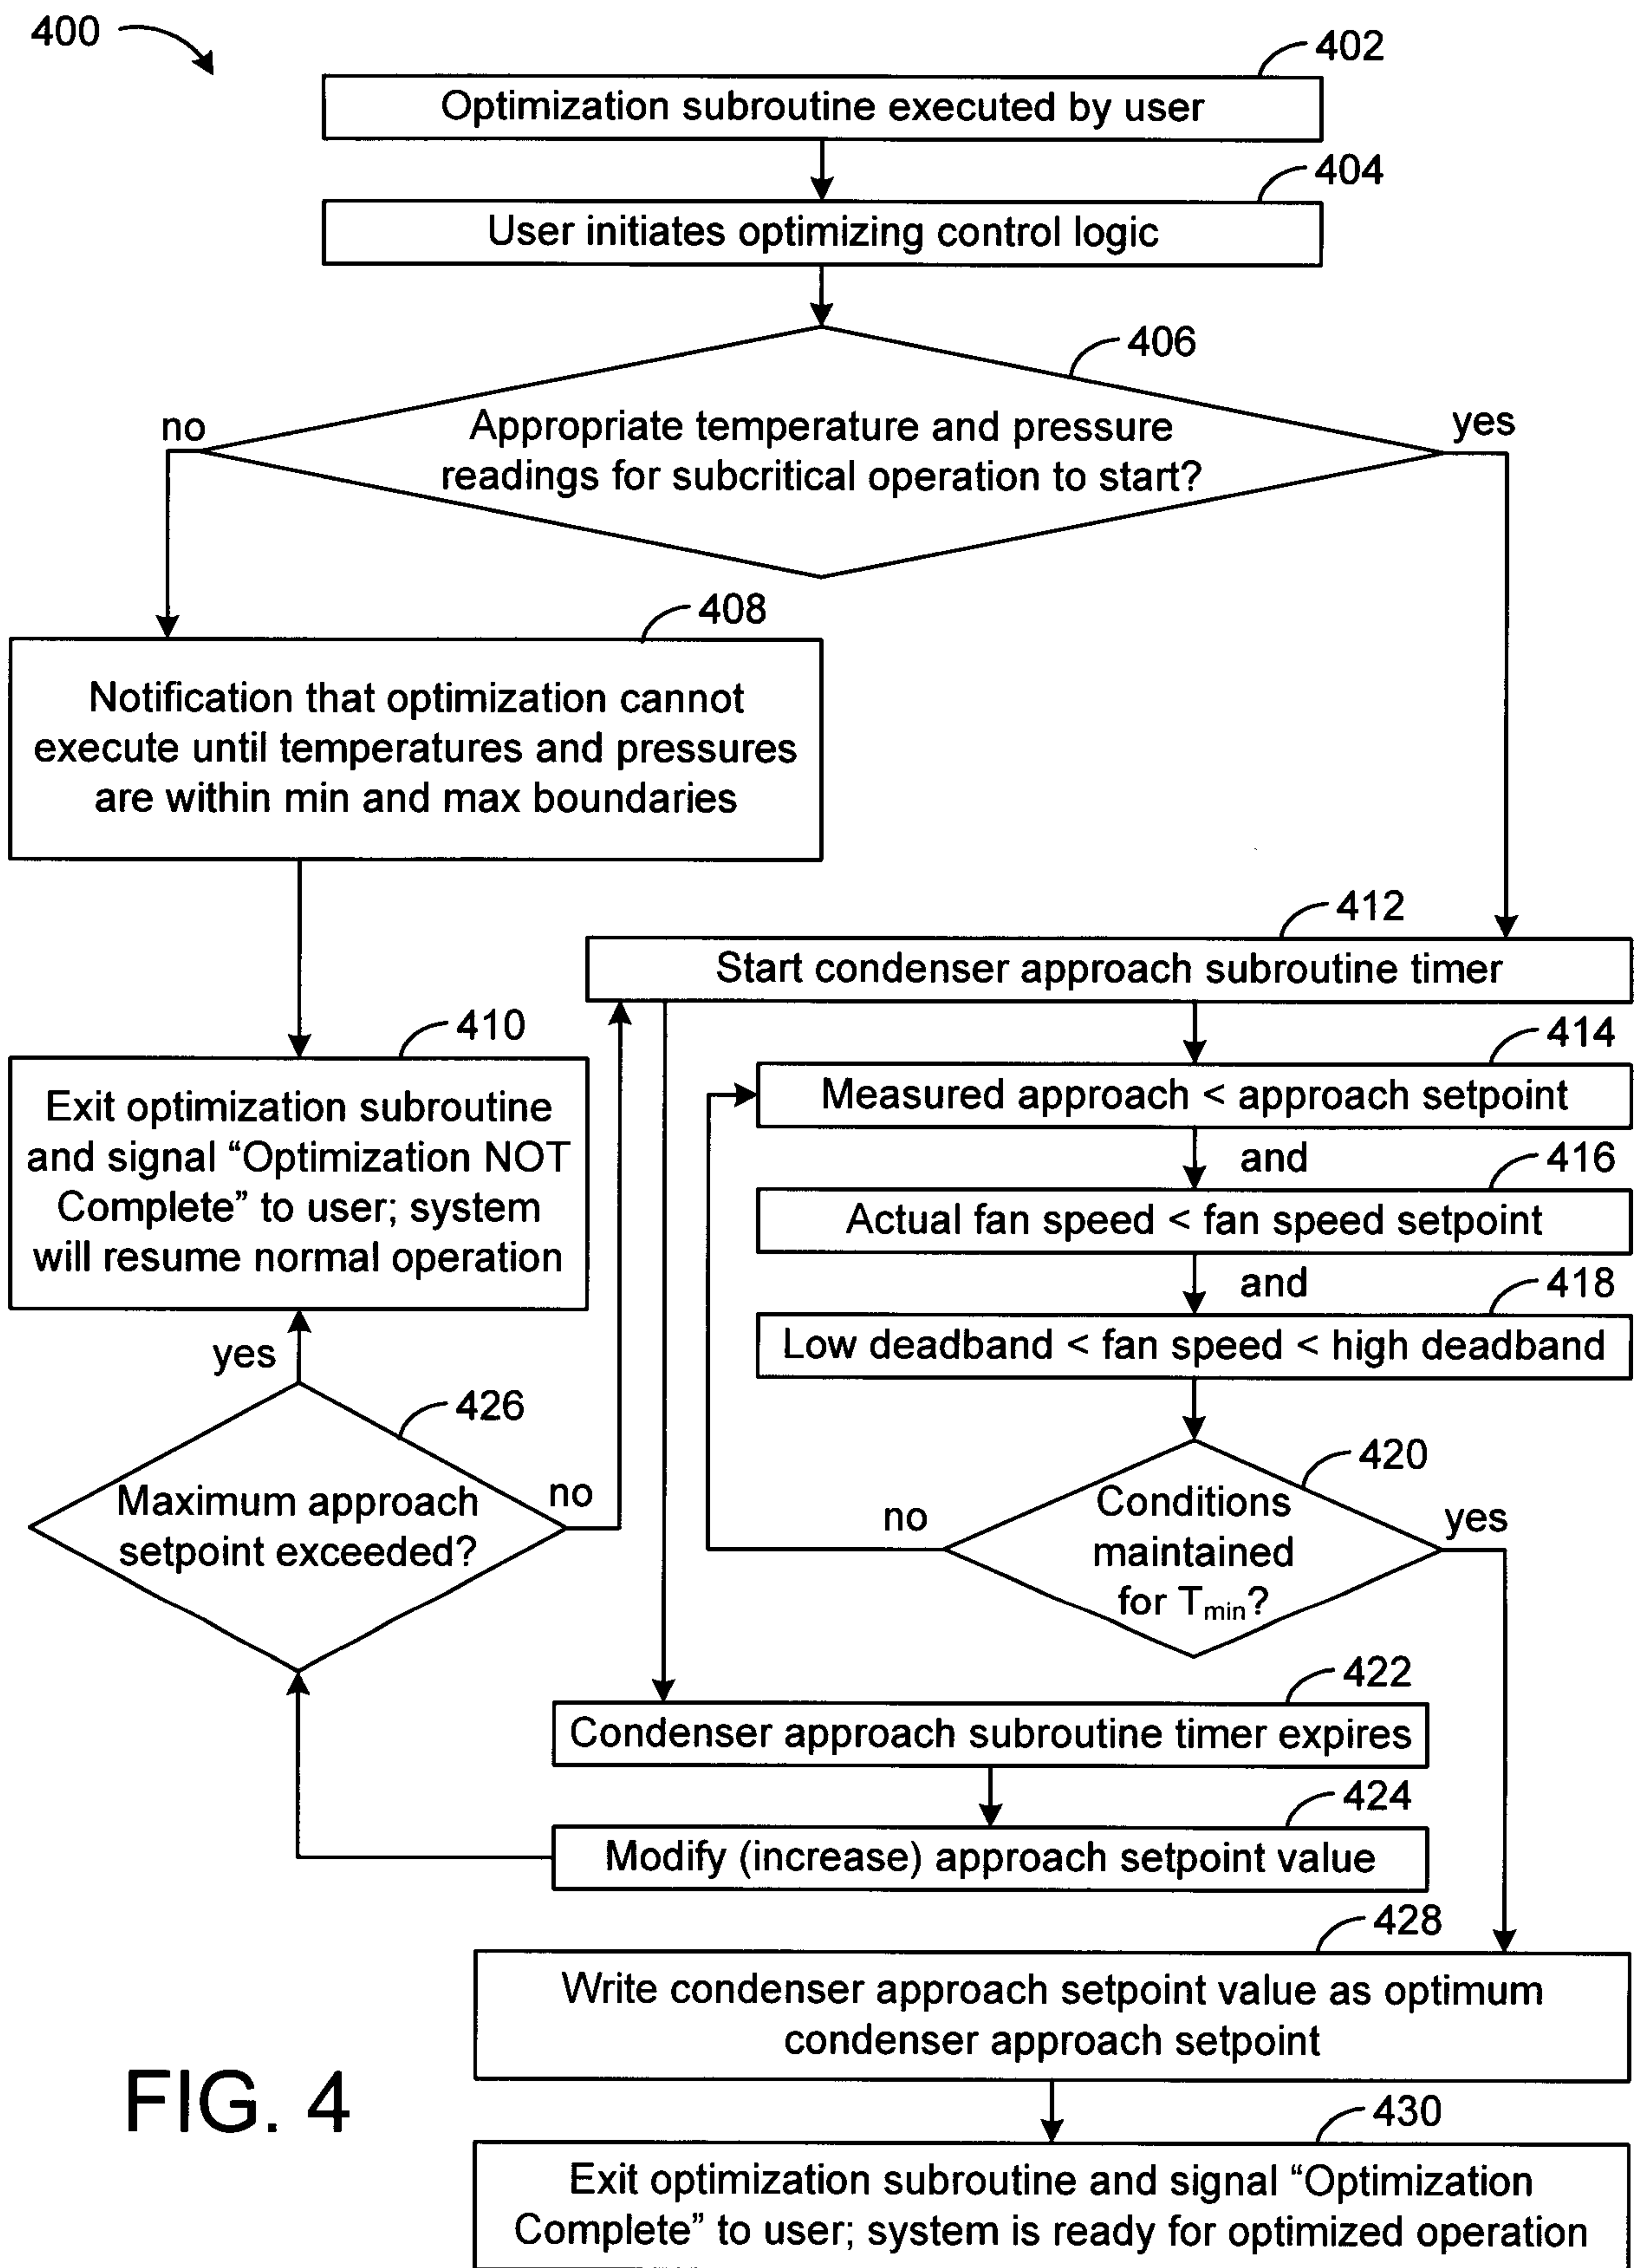 400
402
Optimization subroutine executed by user
404
User initiates optimizing control logic
406
no
Appropriate temperature and pressure
readings for subcritical operation to start?
yes
408
Notification that optimization cannot
execute until temperatures and pressures
are within min and max boundaries
412
Start condenser approach subroutine timer
410
Exit optimization subroutine
and signal “Optimization NOT
Complete” to user; system
will resume normal operation
414
Measured approach < approach setpoint
and
416
Actual fan speed < fan speed setpoint
and
418
Low deadband < fan speed < high deadband
yes
426
Maximum approach
setpoint exceeded?
no
420
no
Conditions
maintained
for Tmin?
yes
422
Condenser approach subroutine timer expires
424
Modify (increase) approach setpoint value
428
Write condenser approach setpoint value as optimum
condenser approach setpoint
430
Exit optimization subroutine and signal “Optimization
Complete” to user; system is ready for optimized operation
FIG. 4